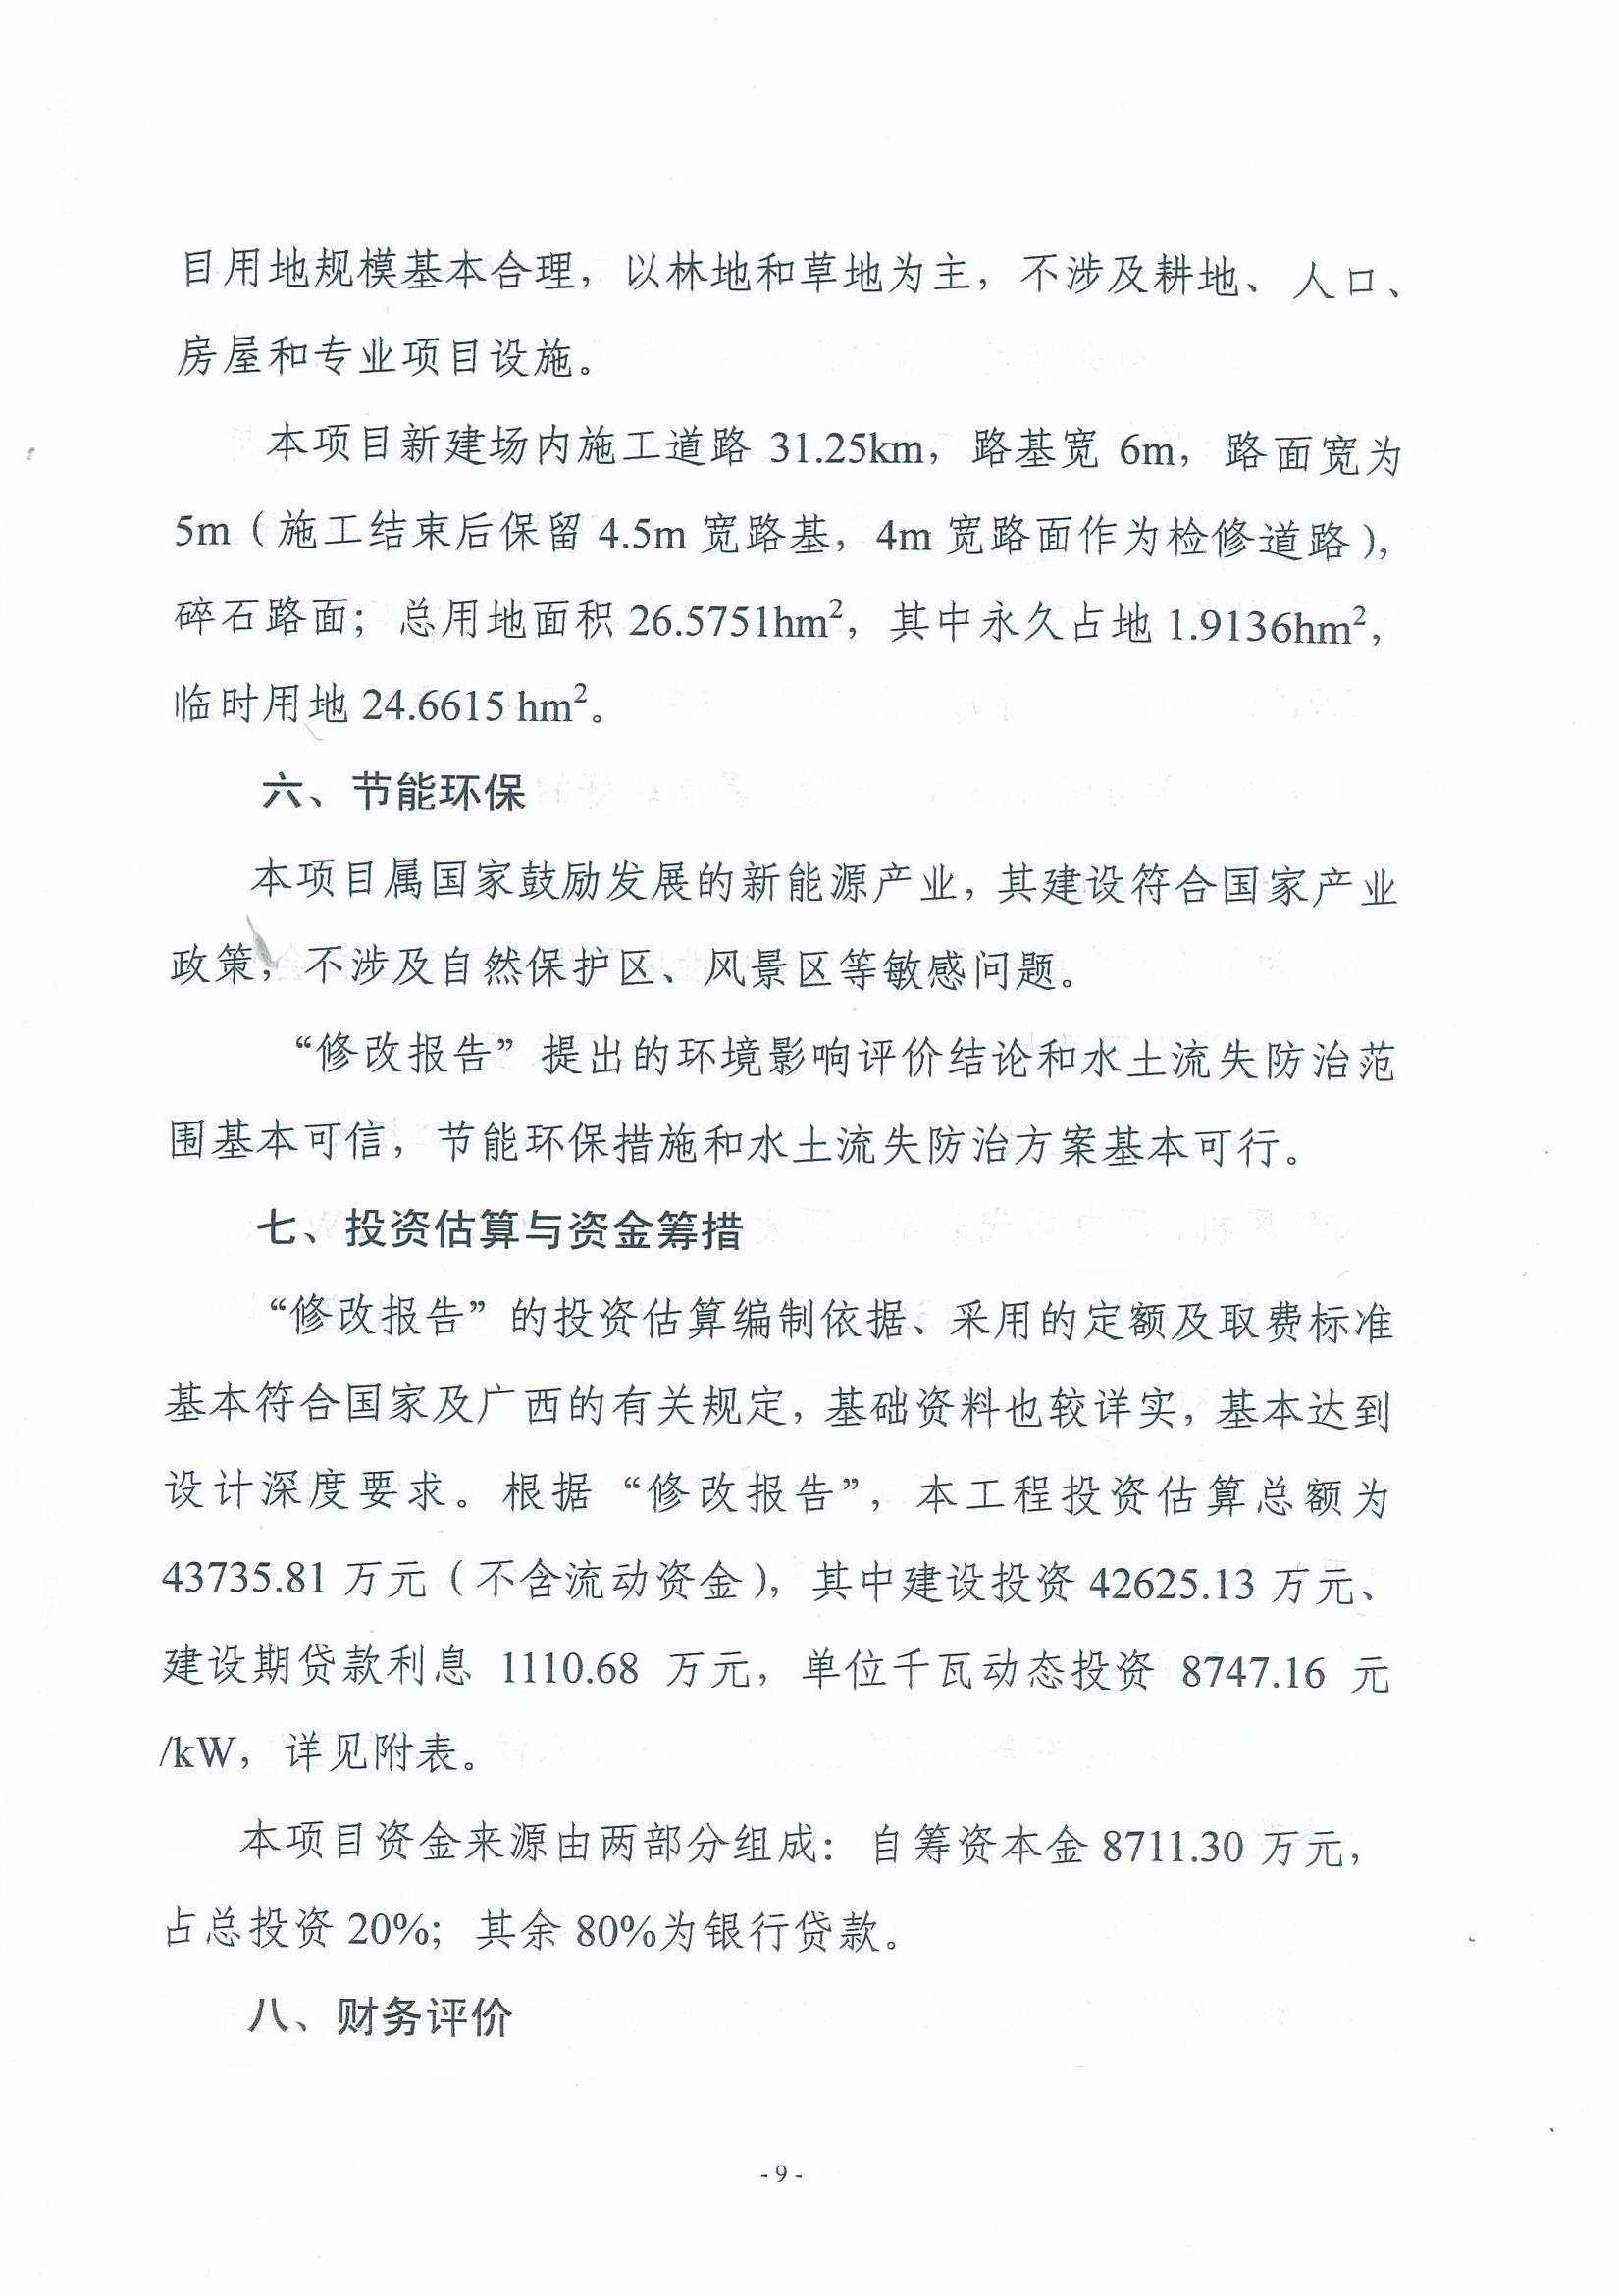 目用地规模基本合理，以林地和草地为主，不涉及耕地、人口、
房屋和专业项目设施。
本项目新建场内施工道路 31.25km，路基宽 6m，路面宽为
5m（施工结束后保留 4.5m 宽路基，4m 宽路面作为检修道路），
碎石路面；总用地面积 26.5751hm²，其中永久占地 1.9136hm²，
临时用地 24.6615 hm²。
六、节能环保
本项目属国家鼓励发展的新能源产业，其建设符合国家产业
政策，不涉及自然保护区、风景区等敏感问题。
“修改报告”提出的环境影响评价结论和水土流失防治范
围基本可信，节能环保措施和水土流失防治方案基本可行。
七、投资估算与资金筹措
“修改报告”的投资估算编制依据、采用的定额及取费标准
基本符合国家及广西的有关规定，基础资料也较详实，基本达到
设计深度要求。根据“修改报告”，本工程投资估算总额为
43735.81 万元（不含流动资金），其中建设投资 42625.13 万元、
建设期贷款利息 1110.68 万元，单位千瓦动态投资 8747.16 元
/kW，详见附表。
本项目资金来源由两部分组成：自筹资本金 8711.30 万元，
占总投资 20%；其余 80%为银行贷款。
八、财务评价
- 9 -